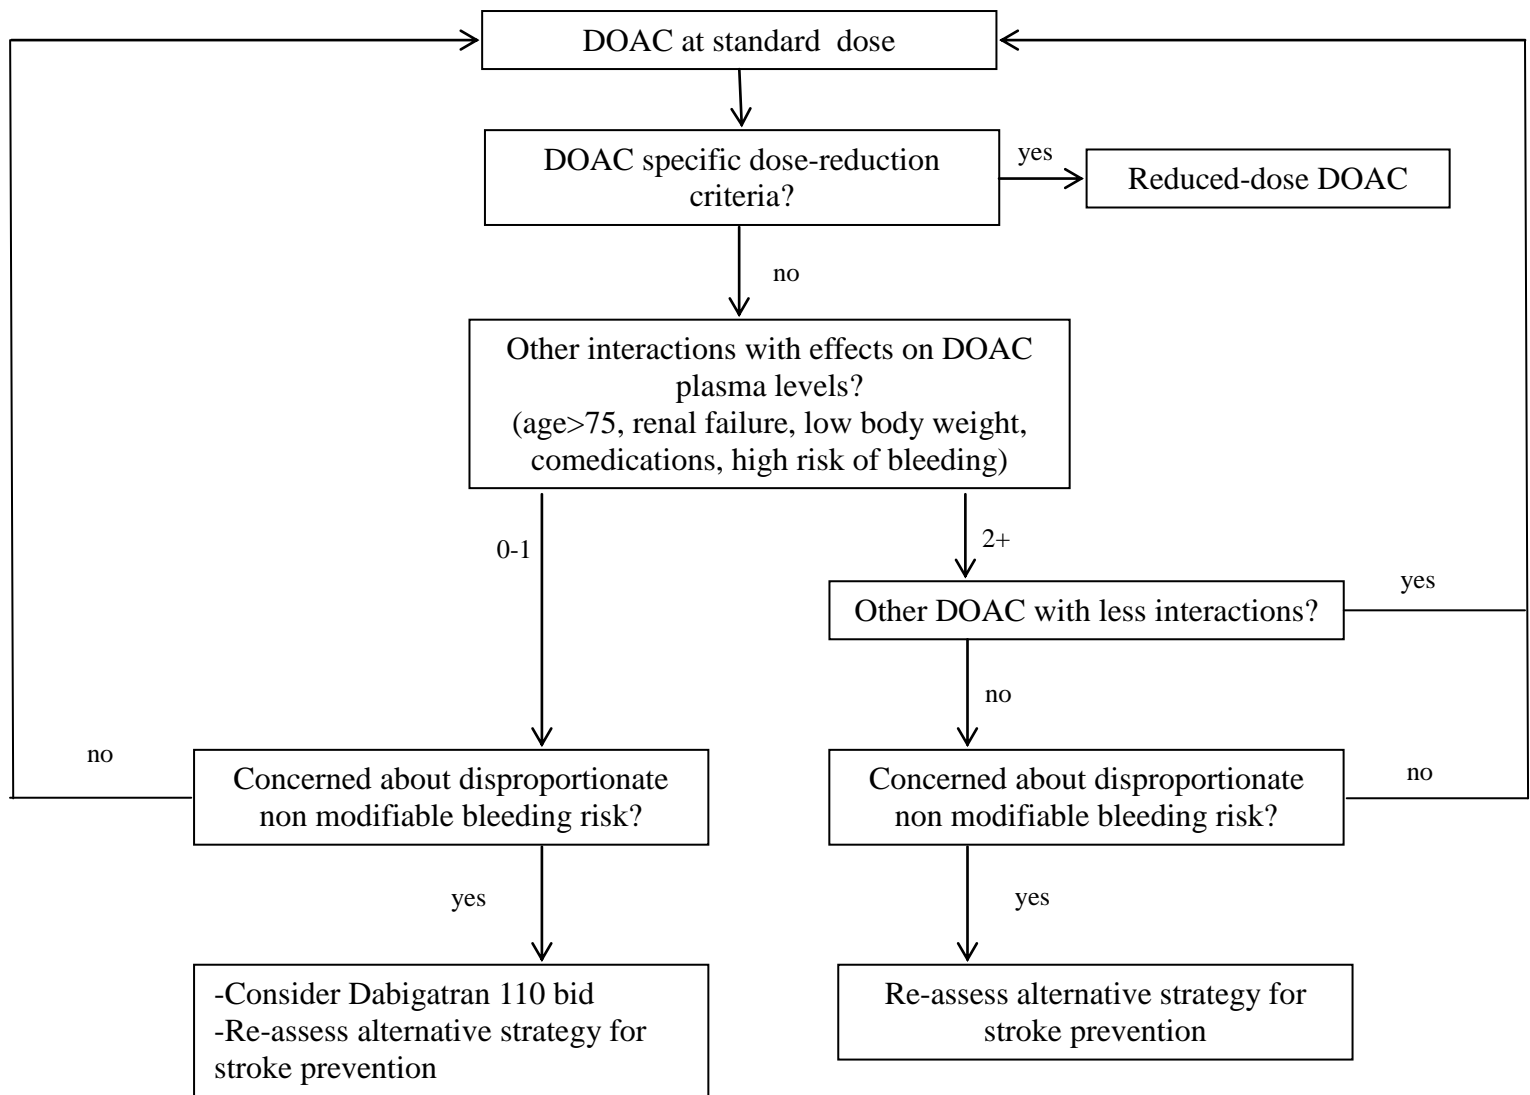 DOAC at standard dose
DOAC specific dose-reduction
criteria?
yes
Reduced-dose DOAC
no
Other interactions with effects on DOAC
plasma levels?
(age>75, renal failure, low body weight,
comedications, high risk of bleeding)
0-1
2+
Other DOAC with less interactions?
yes
no
no
Concerned about disproportionate
non modifiable bleeding risk?
Concerned about disproportionate
non modifiable bleeding risk?
no
yes
yes
-Consider Dabigatran 110 bid
-Re-assess alternative strategy for
stroke prevention
Re-assess alternative strategy for
stroke prevention